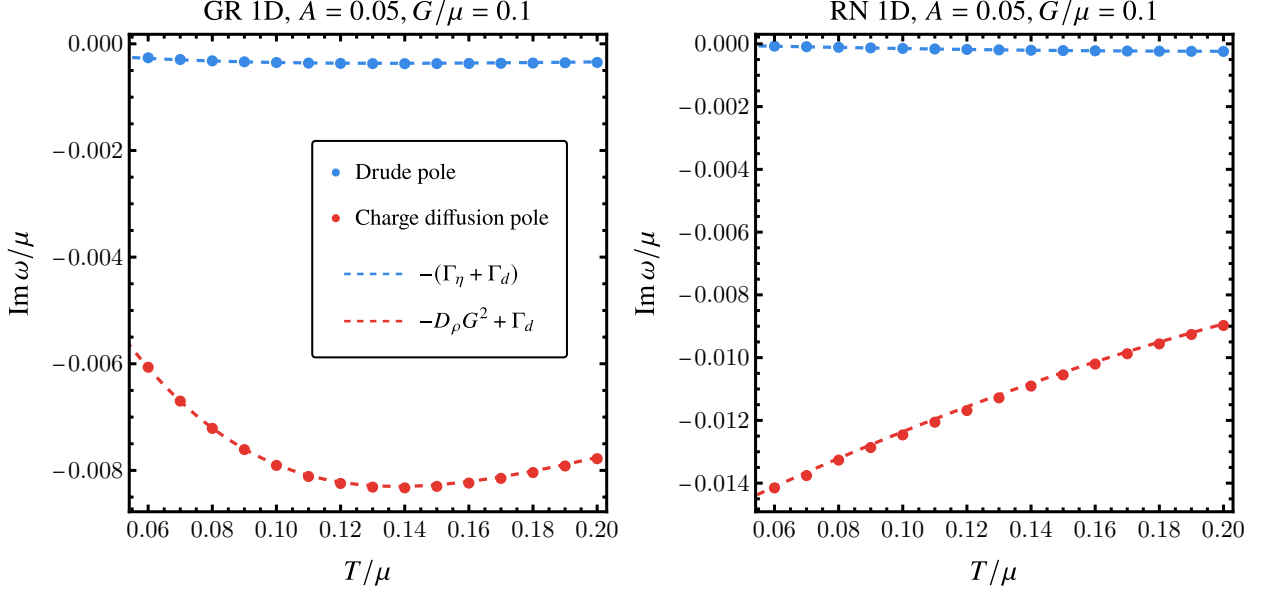 GR 1D, A = 0.05, G/μ = 0.1
0.000
−0.002
−0.004
−0.006
−0.008
Im ω/μ
Drude pole
Charge diffusion pole
−(Γη + Γd)
−DρG² + Γd
0.06 0.08 0.10 0.12 0.14 0.16 0.18 0.20
T/μ
RN 1D, A = 0.05, G/μ = 0.1
0.000
−0.002
−0.004
−0.006
−0.008
−0.010
−0.012
−0.014
Im ω/μ
0.06 0.08 0.10 0.12 0.14 0.16 0.18 0.20
T/μ